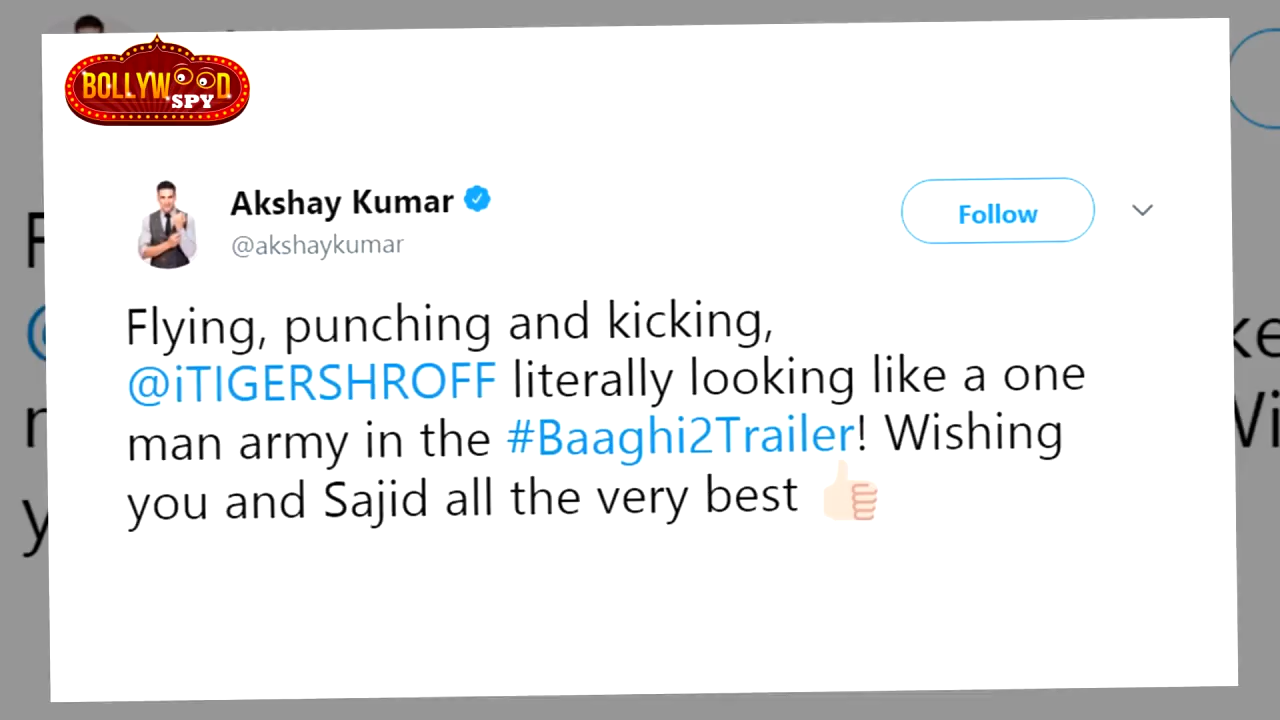 BOLLYWOOD
SPY
Akshay Kumar
@akshaykumar
Follow
Flying, punching and kicking,
@iTIGERSHROFF literally looking like a one
man army in the #Baaghi2Trailer! Wishing
you and Sajid all the very best 👍🏻